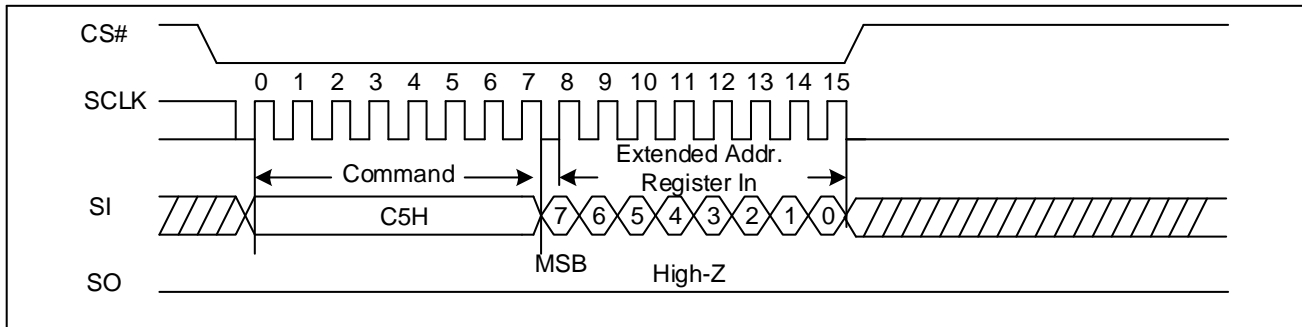 CS#
0 1 2 3 4 5 6 7 8 9 10 11 12 13 14 15
SCLK
Command
Extended Addr.
Register In
SI
C5H
7 6 5 4 3 2 1 0
MSB
High-Z
SO